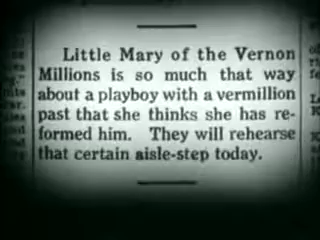 Little Mary of the Vernon
Millions is so much that way
about a playboy with a vermillion
past that she thinks she has re-
formed him. They will rehearse
that certain aisle-step today.